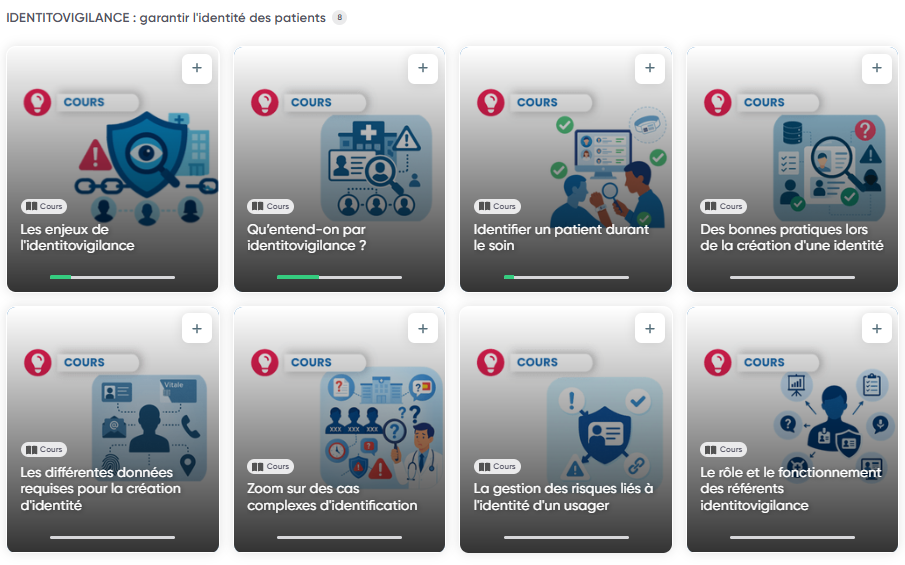 IDENTITOVIGILANCE : garantir l'identité des patients 8
+
COURS
Cours
Les enjeux de
l'identitovigilance
+
COURS
Cours
Qu'entend-on par
identitovigilance ?
+
COURS
Cours
Identifier un patient durant
le soin
+
COURS
?
Cours
Des bonnes pratiques lors
de la création d'une identité
+
COURS
Vitale
@
Cours
Les différentes données
requises pour la création
d'identité
+
COURS
?
?
XXX XXX XXX
? ?
Cours
Zoom sur des cas
complexes d'identification
+
COURS
!
Cours
La gestion des risques liés à
l'identité d'un usager
+
COURS
?
Cours
Le rôle et le fonctionnement
des référents
identitovigilance